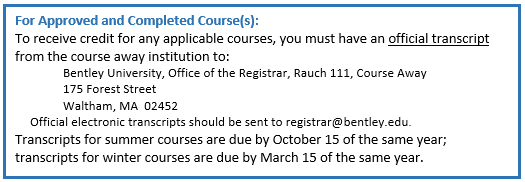 For Approved and Completed Course(s):
To receive credit for any applicable courses, you must have an official transcript
from the course away institution to:
Bentley University, Office of the Registrar, Rauch 111, Course Away
175 Forest Street
Waltham, MA  02452
Official electronic transcripts should be sent to registrar@bentley.edu.
Transcripts for summer courses are due by October 15 of the same year;
transcripts for winter courses are due by March 15 of the same year.